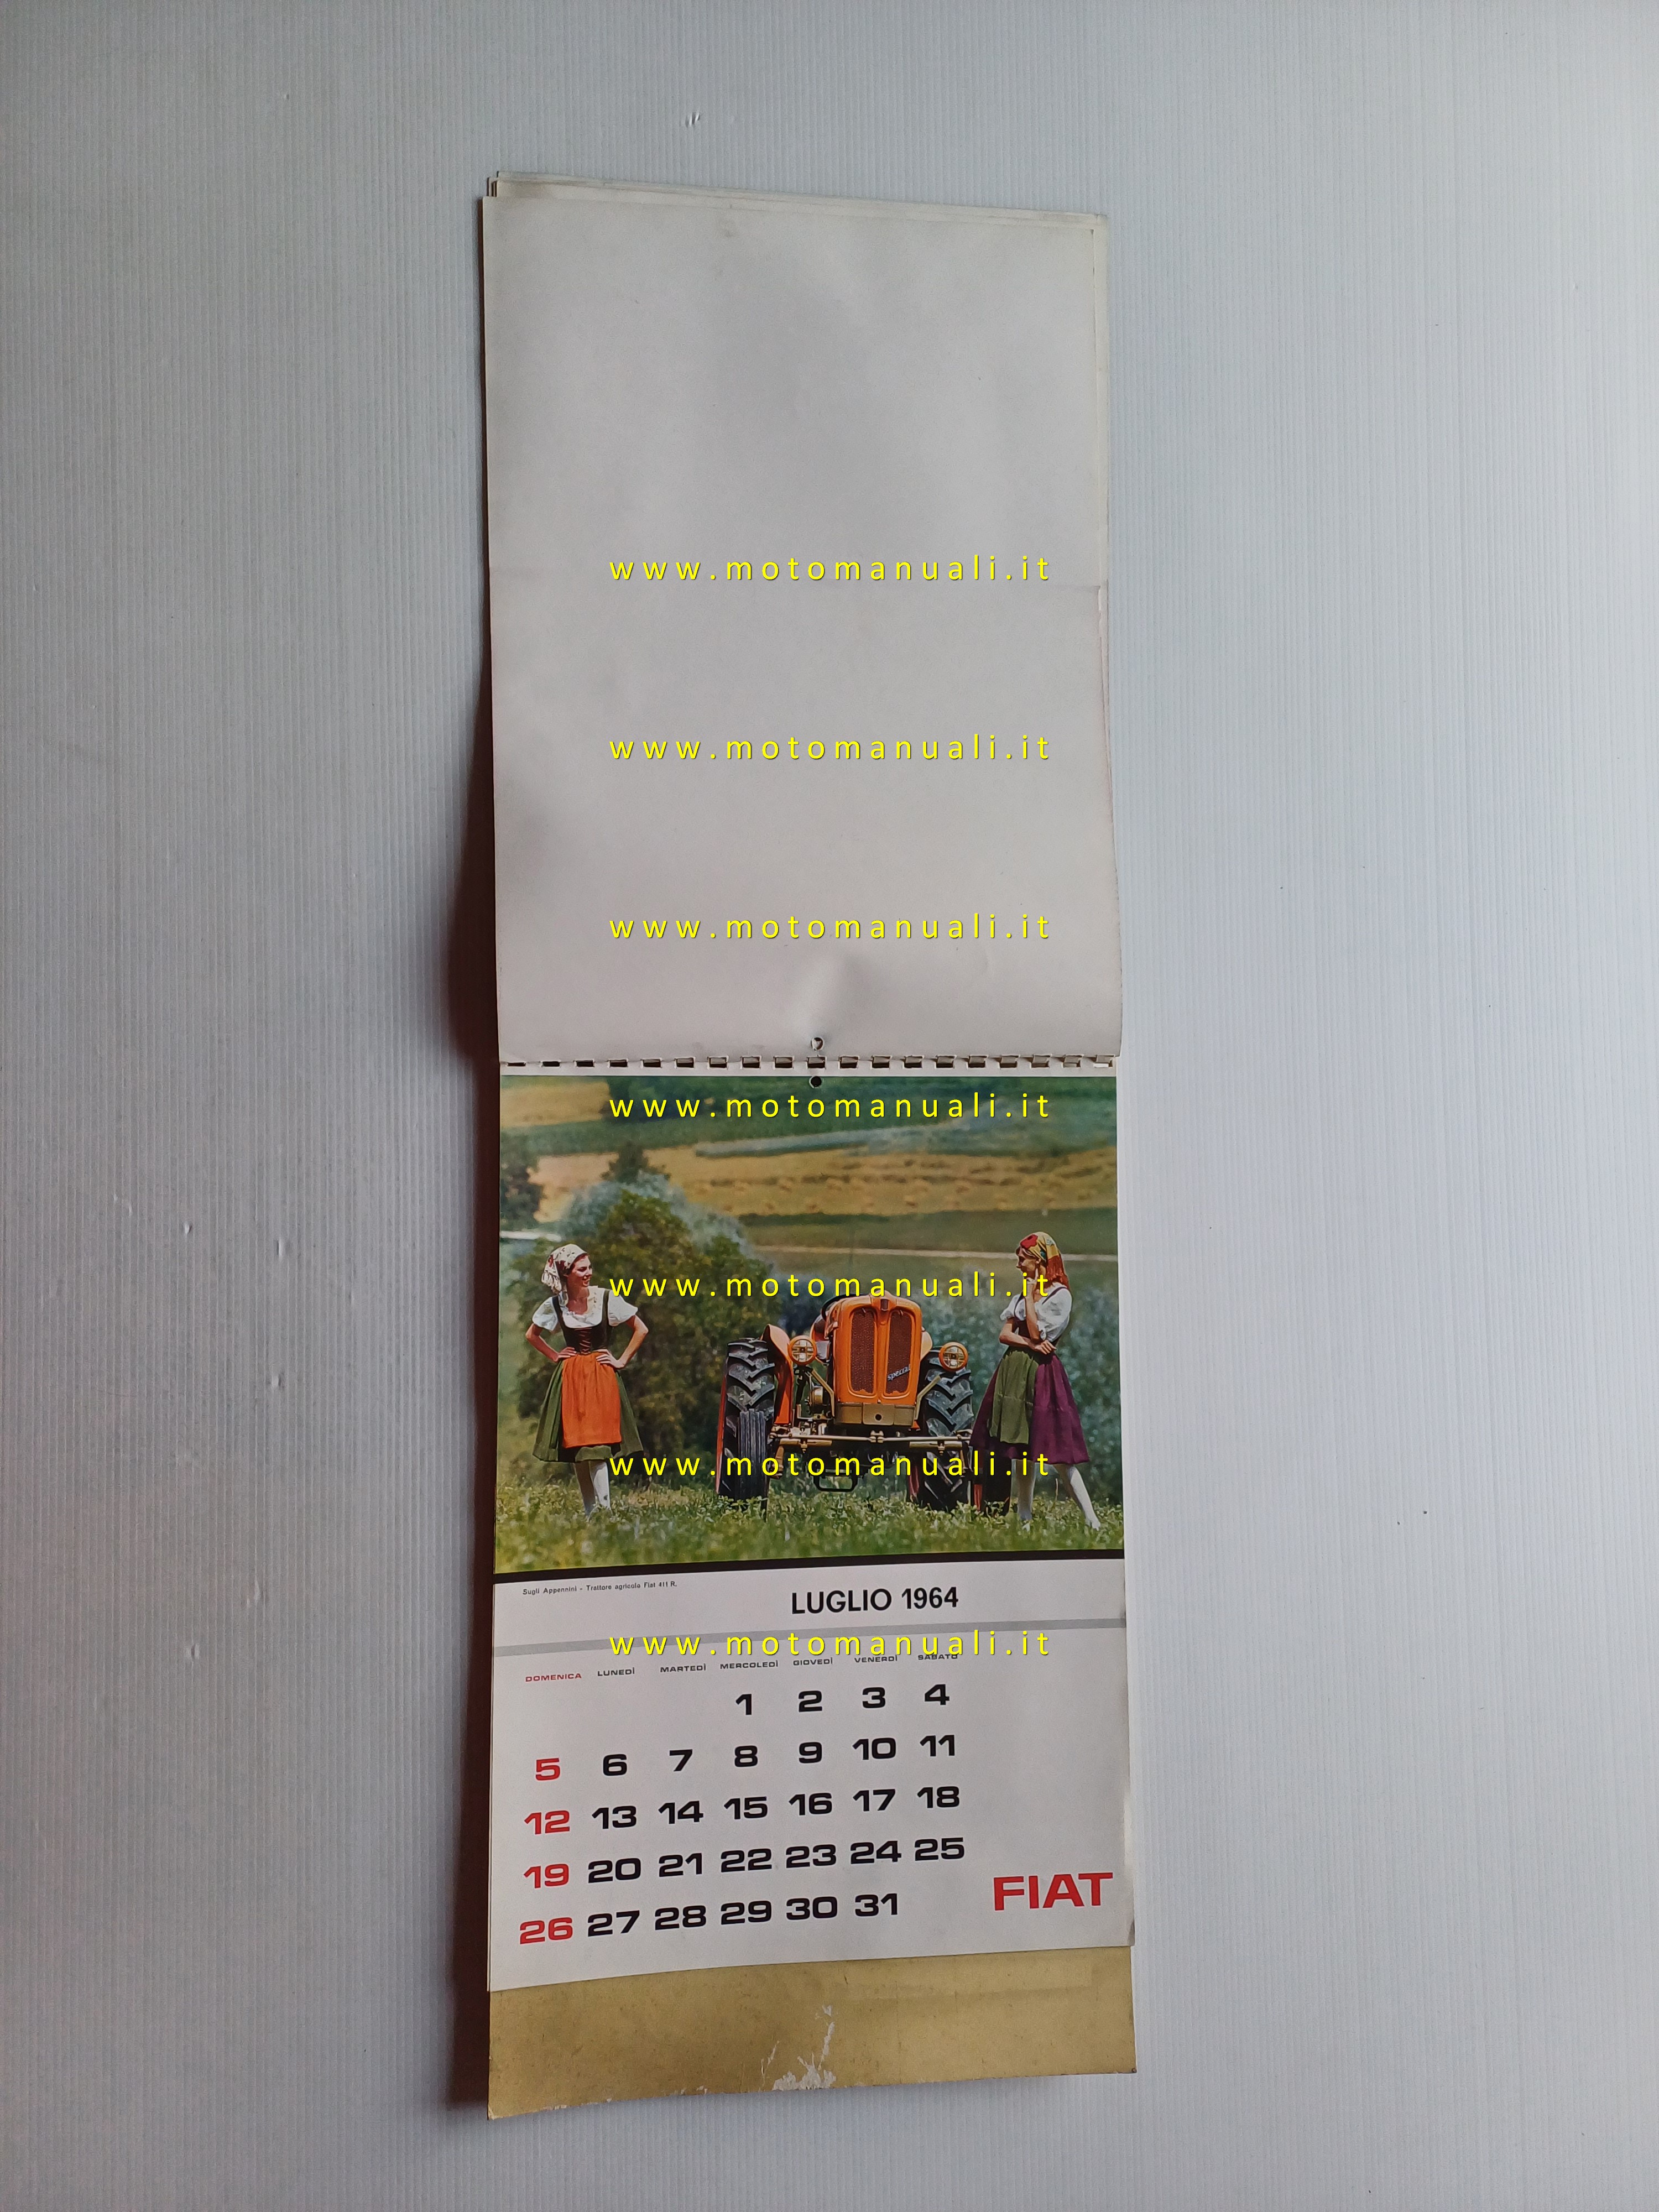 www.motomanuali.it
www.motomanuali.it
www.motomanuali.it
www.motomanuali.it
www.motomanuali.it
special
www.motomanuali.it
Sugli Appennini - Trattore agricola Fiat 411 R.
LUGLIO 1964
www.motomanuali.it
DOMENICA LUNEDÌ MARTEDÌ MERCOLEDÌ GIOVEDÌ VENERDÌ SABATO
1 2 3 4
5 6 7 8 9 10 11
12 13 14 15 16 17 18
19 20 21 22 23 24 25
26 27 28 29 30 31
FIAT